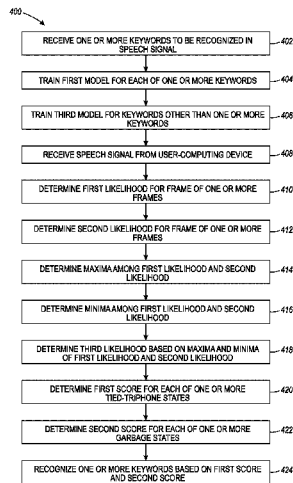 400
RECEIVE ONE OR MORE KEYWORDS TO BE RECOGNIZED IN
SPEECH SIGNAL
402
TRAIN FIRST MODEL FOR EACH OF ONE OR MORE KEYWORDS
404
TRAIN THIRD MODEL FOR KEYWORDS OTHER THAN ONE OR MORE
KEYWORDS
406
RECEIVE SPEECH SIGNAL FROM USER-COMPUTING DEVICE
408
DETERMINE FIRST LIKELIHOOD FOR FRAME OF ONE OR MORE
FRAMES
410
DETERMINE SECOND LIKELIHOOD FOR FRAME OF ONE OR MORE
FRAMES
412
DETERMINE MAXIMA AMONG FIRST LIKELIHOOD AND SECOND
LIKELIHOOD
414
DETERMINE MINIMA AMONG FIRST LIKELIHOOD AND SECOND
LIKELIHOOD
416
DETERMINE THIRD LIKELIHOOD BASED ON MAXIMA AND MINIMA
OF FIRST LIKELIHOOD AND SECOND LIKELIHOOD
418
DETERMINE FIRST SCORE FOR EACH OF ONE OR MORE
TIED-TRIPHONE STATES
420
DETERMINE SECOND SCORE FOR EACH OF ONE OR MORE
GARBAGE STATES
422
RECOGNIZE ONE OR MORE KEYWORDS BASED ON FIRST SCORE
AND SECOND SCORE
424